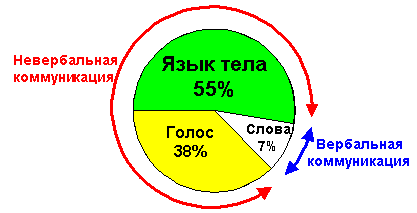 Невербальная
коммуникация
Язык тела
55%
Голос
38%
Слова
7%
Вербальная
коммуникация